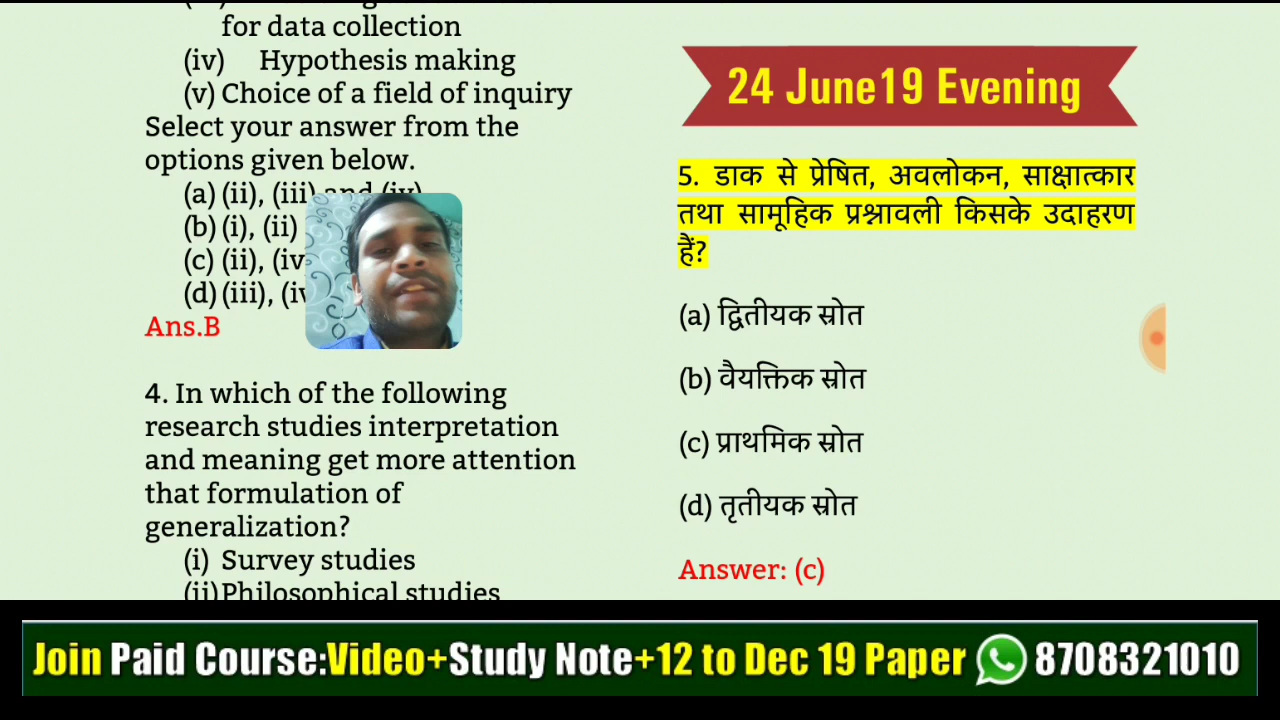 for data collection
(iv) Hypothesis making
(v) Choice of a field of inquiry
Select your answer from the
options given below.
(a) (ii), (iii) and (iv)
(b) (i), (ii)
(c) (ii), (iv
(d) (iii), (iv
Ans.B
4. In which of the following
research studies interpretation
and meaning get more attention
that formulation of
generalization?
(i) Survey studies
(ii) Philosophical studies
24 June19 Evening
5. डाक से प्रेषित, अवलोकन, साक्षात्कार
तथा सामूहिक प्रश्नावली किसके उदाहरण
हैं?
(a) द्वितीयक स्रोत
(b) वैयक्तिक स्रोत
(c) प्राथमिक स्रोत
(d) तृतीयक स्रोत
Answer: (c)
Join Paid Course:Video+Study Note+12 to Dec 19 Paper 8708321010